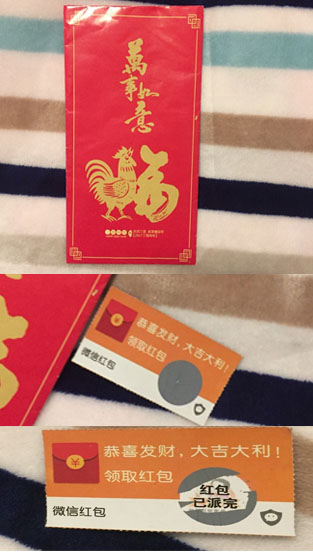 萬事如意
福
恭喜发财，大吉大利！
领取红包
微信红包
¥
恭喜发财，大吉大利！
领取红包
红包
已派完
微信红包